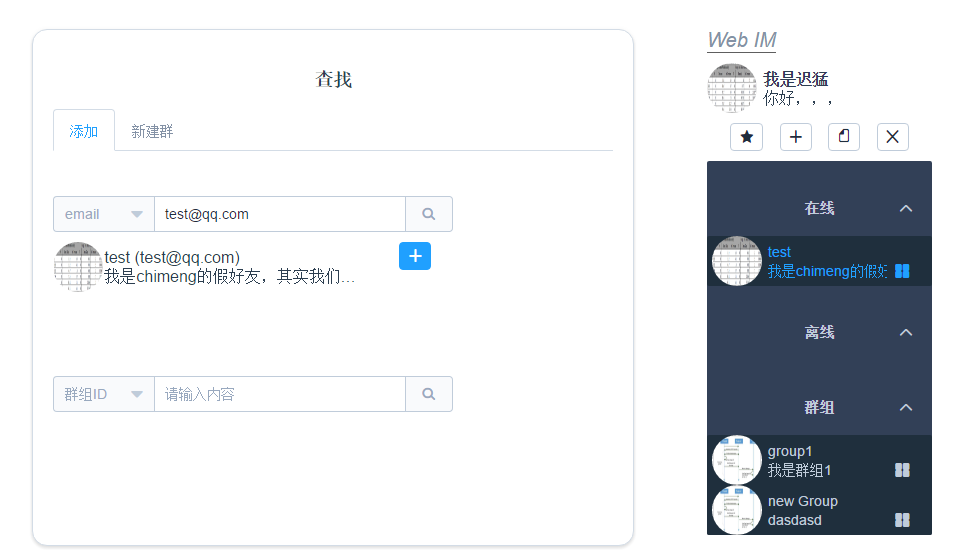 查找
添加
新建群
email
test@qq.com
test (test@qq.com)
我是chimeng的假好友，其实我们…
群组ID
请输入内容
Web IM
我是迟猛
你好，，，
在线
test
我是chimeng的假好
离线
群组
group1
我是群组1
new Group
dasdasd